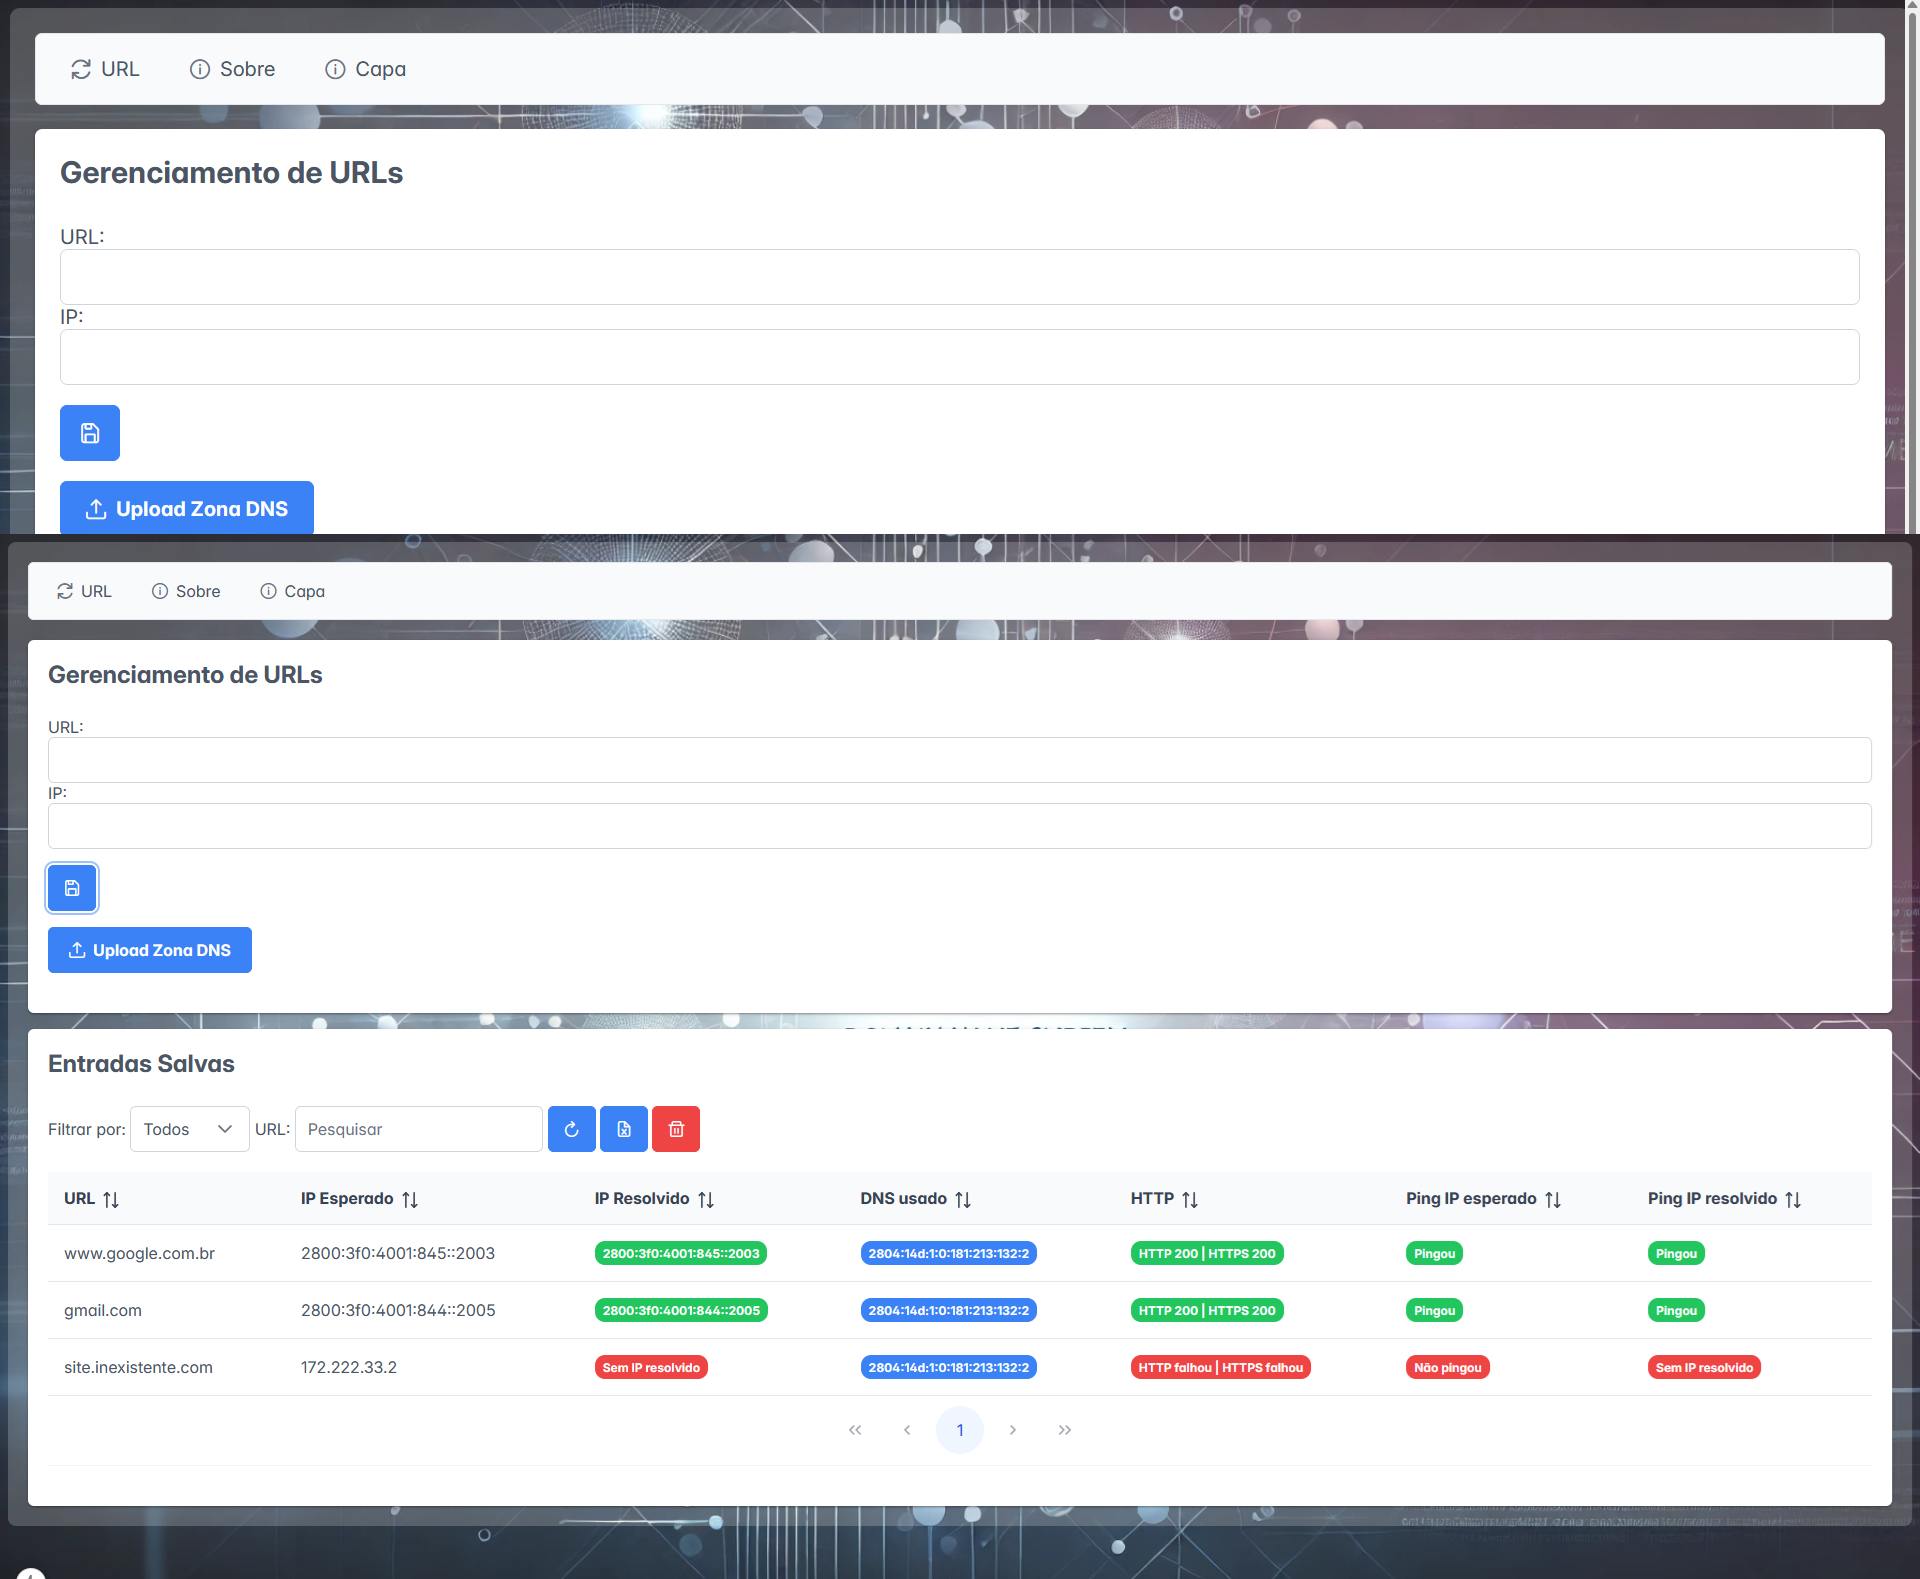 URL Sobre Capa
Gerenciamento de URLs
URL:
IP:
Upload Zona DNS
URL Sobre Capa
Gerenciamento de URLs
URL:
IP:
Upload Zona DNS
Entradas Salvas
Filtrar por: Todos URL: Pesquisar
URL IP Esperado IP Resolvido DNS usado HTTP Ping IP esperado Ping IP resolvido
www.google.com.br 2800:3f0:4001:845::2003 2800:3f0:4001:845::2003 2804:14d:1:0:181:213:132:2 HTTP 200 | HTTPS 200 Pingou Pingou
gmail.com 2800:3f0:4001:844::2005 2800:3f0:4001:844::2005 2804:14d:1:0:181:213:132:2 HTTP 200 | HTTPS 200 Pingou Pingou
site.inexistente.com 172.222.33.2 Sem IP resolvido 2804:14d:1:0:181:213:132:2 HTTP falhou | HTTPS falhou Não pingou Sem IP resolvido
1